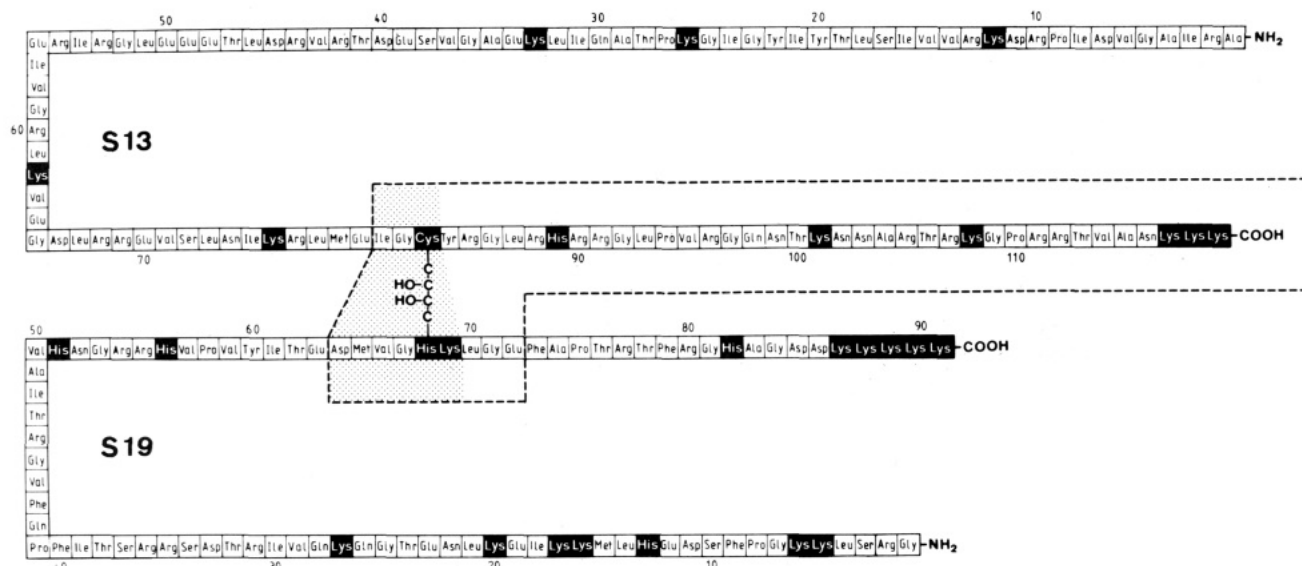 50 40 30 20 10
Glu Arg Ile Arg Gly Leu Glu Glu Glu Thr Leu Asp Arg Val Arg Thr Asp Glu Ser Val Gly Ala Glu Lys Leu Ile Gln Ala Thr Pro Lys Gly Ile Gly Tyr Ile Tyr Thr Leu Ser Ile Val Val Arg Lys Asp Arg Pro Ile Asp Val Gly Ala Ile Arg Ala -NH2
Ile
Val
Gly
60 Arg
S13
Leu
Lys
Val
Glu
Gly Asp Leu Arg Arg Glu Val Ser Leu Asn Ile Lys Arg Leu Met Glu Ile Gly Cys Tyr Arg Gly Leu Arg His Arg Arg Gly Leu Pro Val Arg Gly Gln Asn Thr Lys Asn Asn Ala Arg Thr Arg Lys Gly Pro Arg Arg Thr Val Ala Asn Lys Lys Lys -COOH
70 90 100 110
C
HO-C
HO-C
C
50 60 70 80 90
Val His Asn Gly Arg Arg His Val Pro Val Tyr Ile Thr Glu Asp Met Val Gly His Lys Leu Gly Glu Phe Ala Pro Thr Arg Thr Phe Arg Gly His Ala Gly Asp Asp Lys Lys Lys Lys Lys -COOH
Ala
Ile
Thr
Arg
S19
Gly
Val
Phe
Gln
Pro Phe Ile Thr Ser Arg Arg Ser Asp Thr Arg Ile Val Gln Lys Gln Gly Thr Glu Asn Leu Lys Glu Ile Lys Lys Met Leu His Glu Asp Ser Phe Pro Gly Lys Lys Leu Ser Arg Gly -NH2